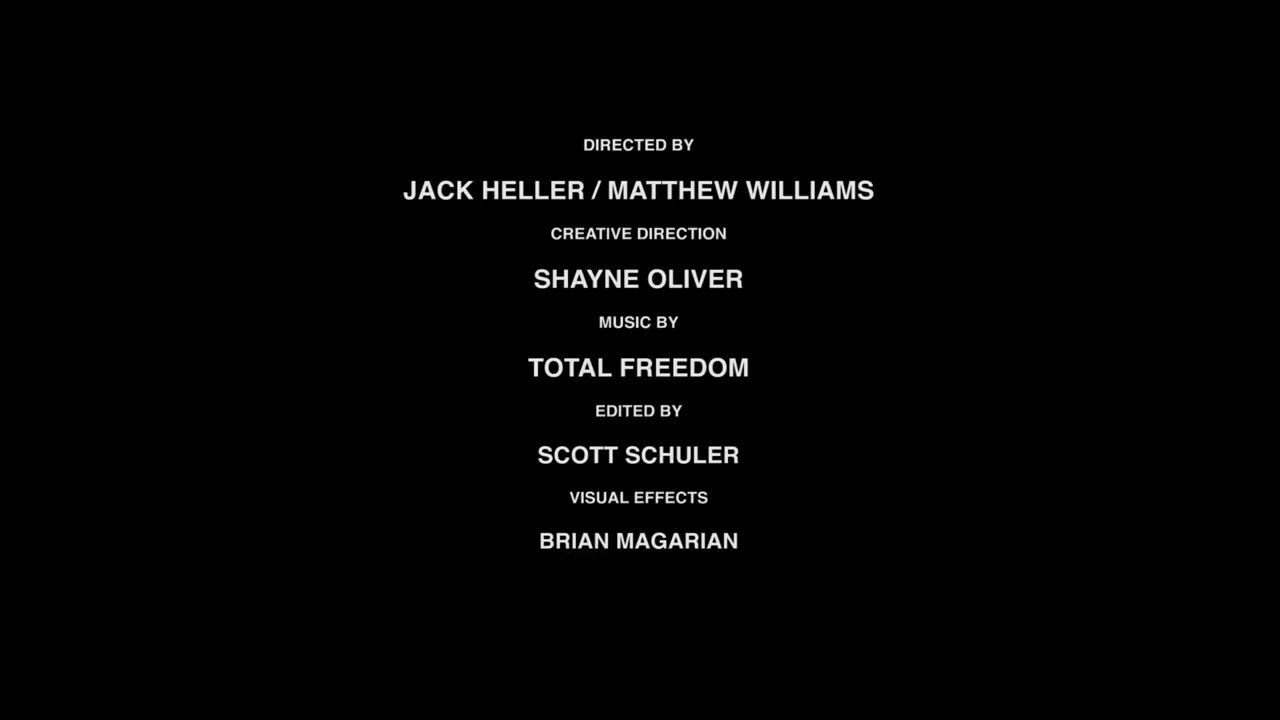 DIRECTED BY
JACK HELLER / MATTHEW WILLIAMS
CREATIVE DIRECTION
SHAYNE OLIVER
MUSIC BY
TOTAL FREEDOM
EDITED BY
SCOTT SCHULER
VISUAL EFFECTS
BRIAN MAGARIAN